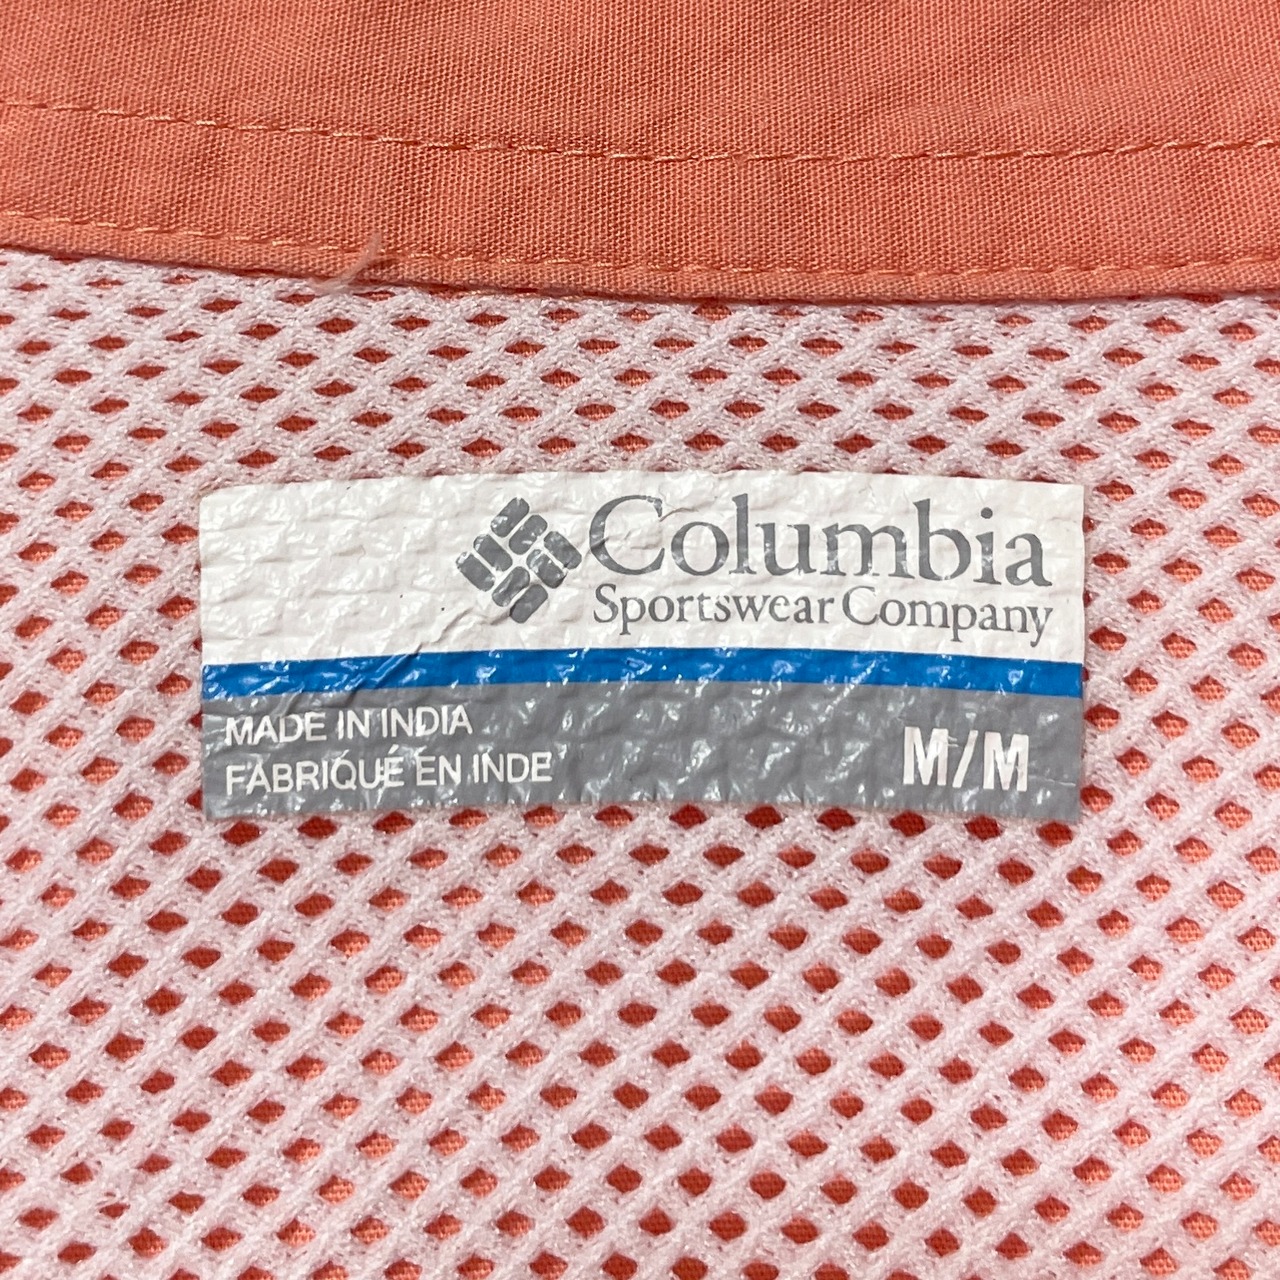 Columbia
Sportswear Company
MADE IN INDIA
FABRIQUÉ EN INDE
M/M